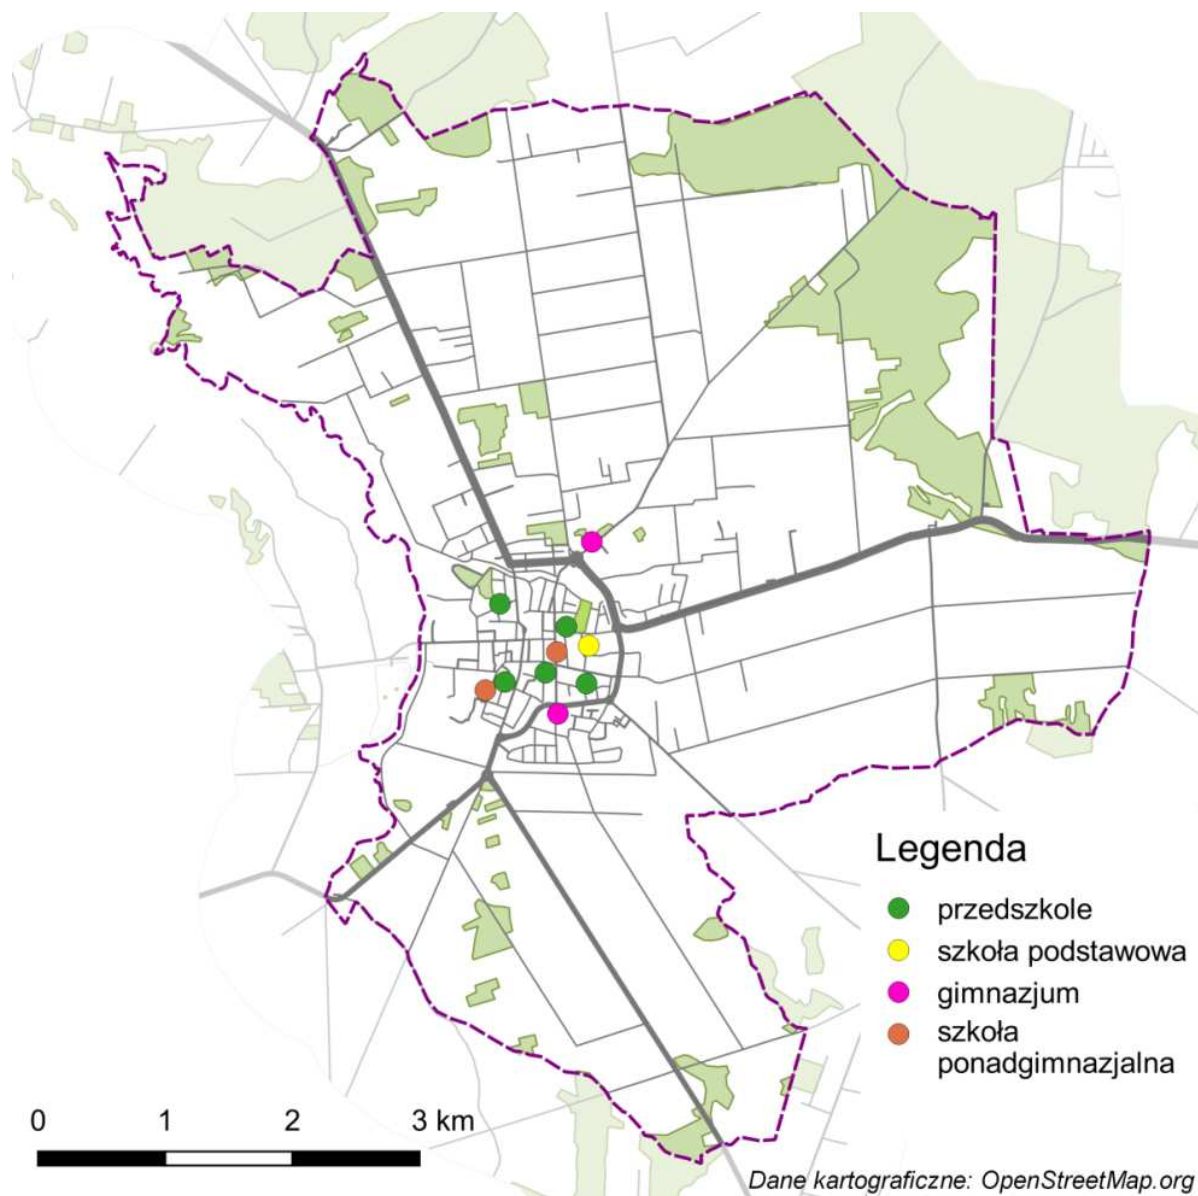 Legenda
przedszkole
szkoła podstawowa
gimnazjum
szkoła
ponadgimnazjalna
0 1 2 3 km
Dane kartograficzne: OpenStreetMap.org